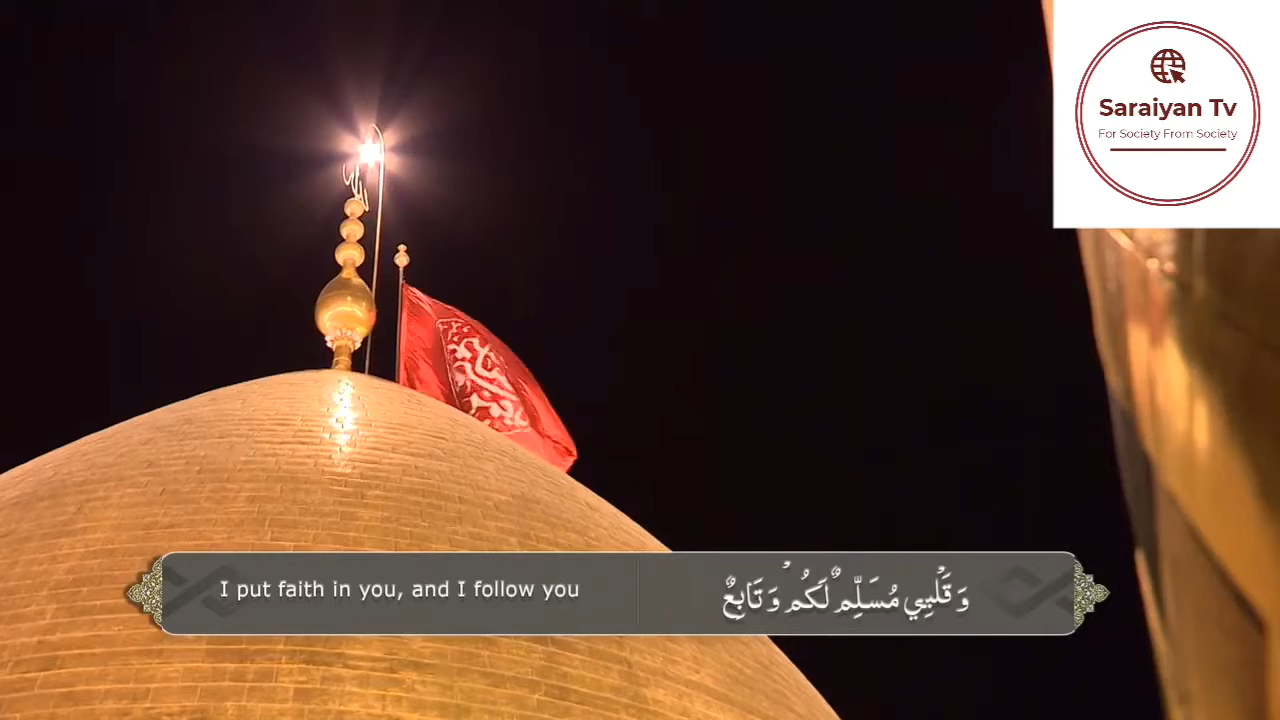 Saraiyan Tv
For Society From Society
I put faith in you, and I follow you
وَ قَلْبِي مُسَلِّمٌ لَكُمْ وَ تَابِعٌ